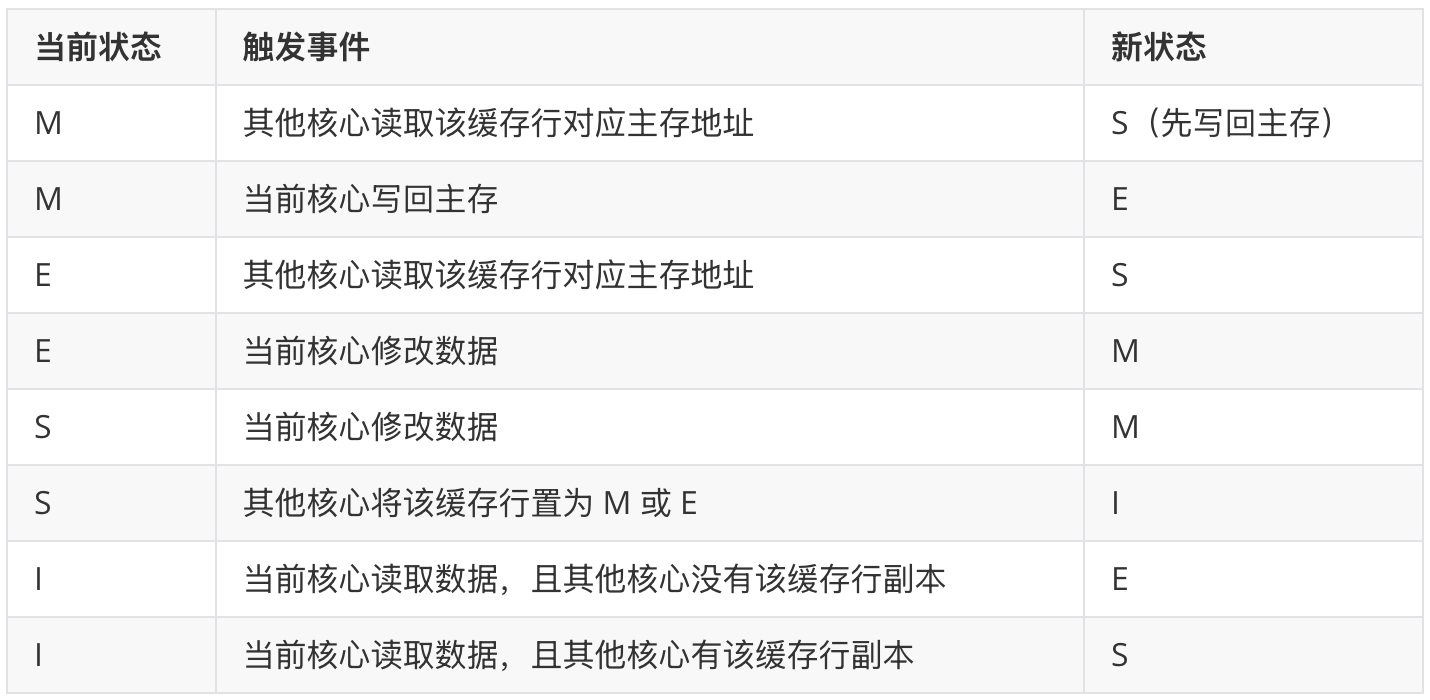 当前状态 触发事件 新状态
M 其他核心读取该缓存行对应主存地址 S（先写回主存）
M 当前核心写回主存 E
E 其他核心读取该缓存行对应主存地址 S
E 当前核心修改数据 M
S 当前核心修改数据 M
S 其他核心将该缓存行置为 M 或 E I
I 当前核心读取数据，且其他核心没有该缓存行副本 E
I 当前核心读取数据，且其他核心有该缓存行副本 S